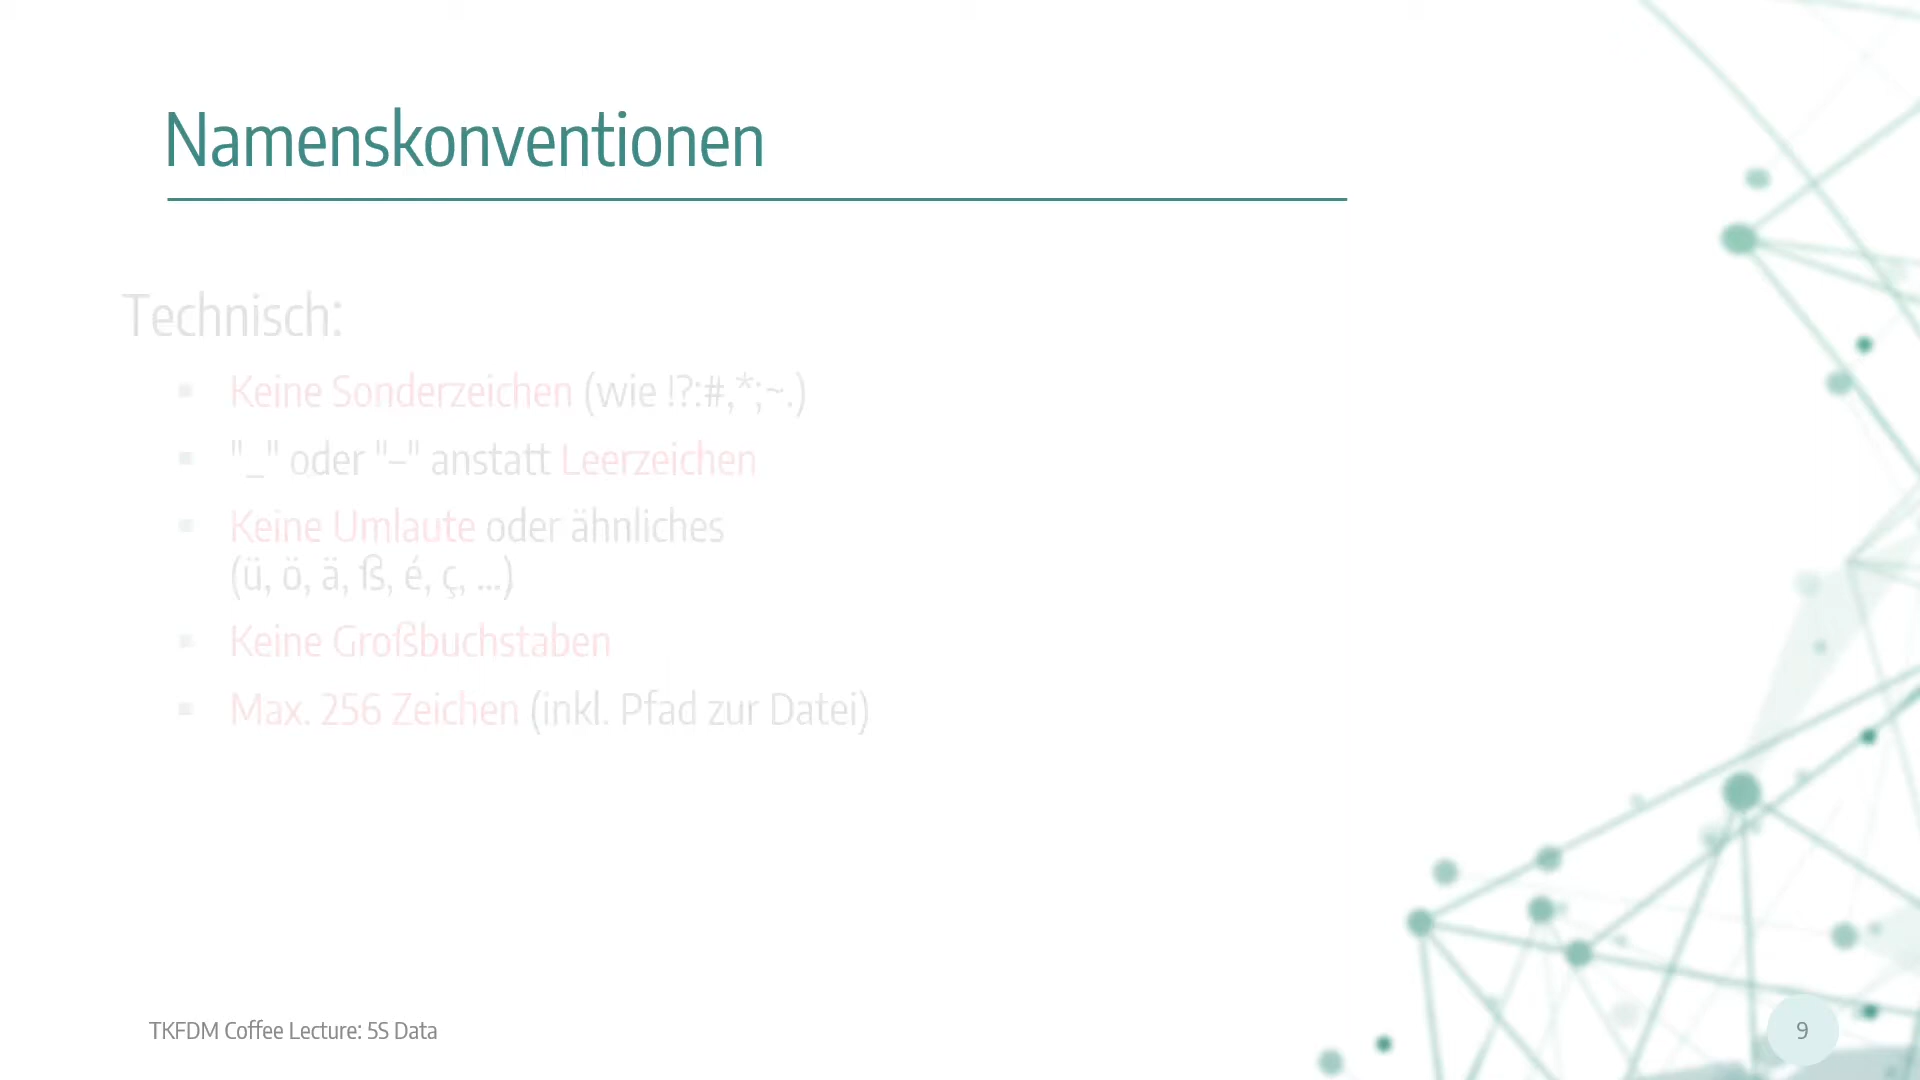 Namenskonventionen
Technisch:
▪ Keine Sonderzeichen (wie !?:#,*;~.)
▪ "_" oder "–" anstatt Leerzeichen
▪ Keine Umlaute oder ähnliches
(ü, ö, ä, ß, é, ç, ...)
▪ Keine Großbuchstaben
▪ Max. 256 Zeichen (inkl. Pfad zur Datei)
TKFDM Coffee Lecture: 5S Data
9